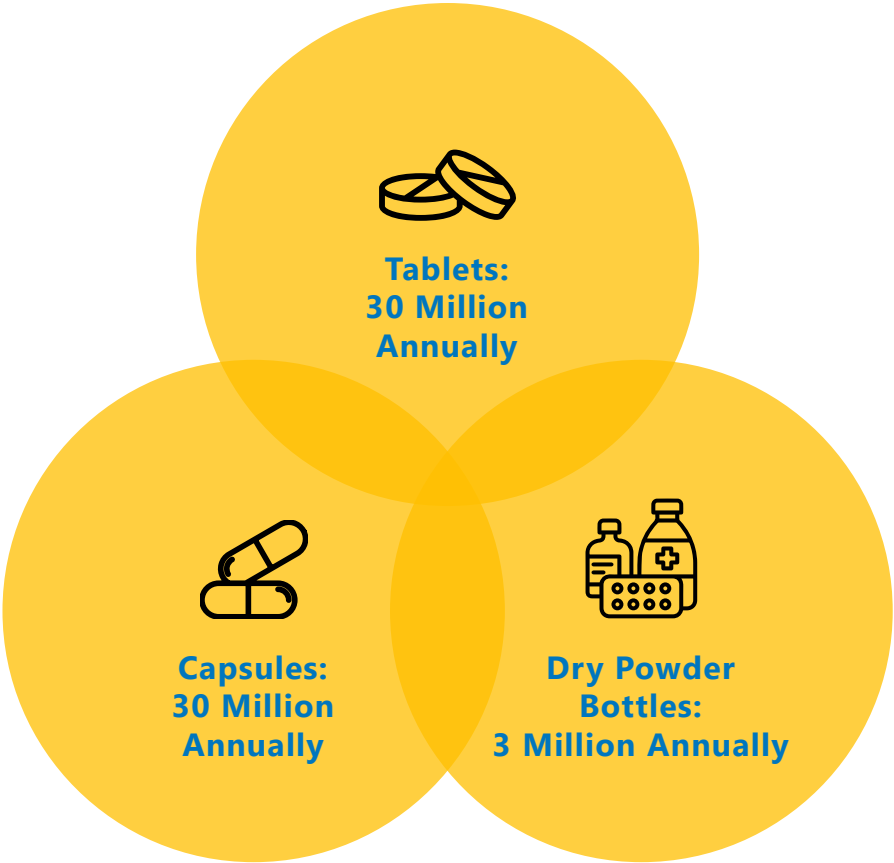 Tablets:
30 Million
Annually
Capsules:
30 Million
Annually
Dry Powder
Bottles:
3 Million Annually